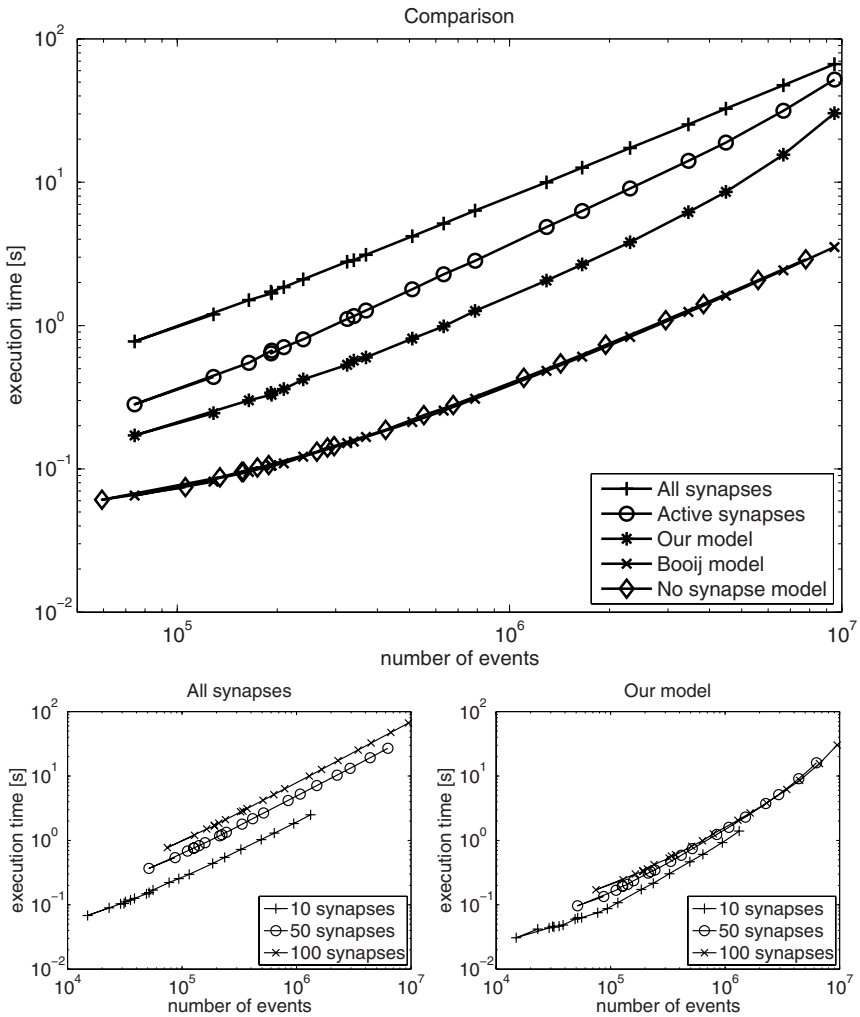 Comparison
10^2
10^1
10^0
10^-1
10^-2
execution time [s]
All synapses
Active synapses
Our model
Booij model
No synapse model
10^5
10^6
10^7
number of events
All synapses
10^2
10^1
10^0
10^-1
10^-2
execution time [s]
10 synapses
50 synapses
100 synapses
10^4
10^5
10^6
10^7
number of events
Our model
10^2
10^1
10^0
10^-1
10^-2
execution time [s]
10 synapses
50 synapses
100 synapses
10^4
10^5
10^6
10^7
number of events